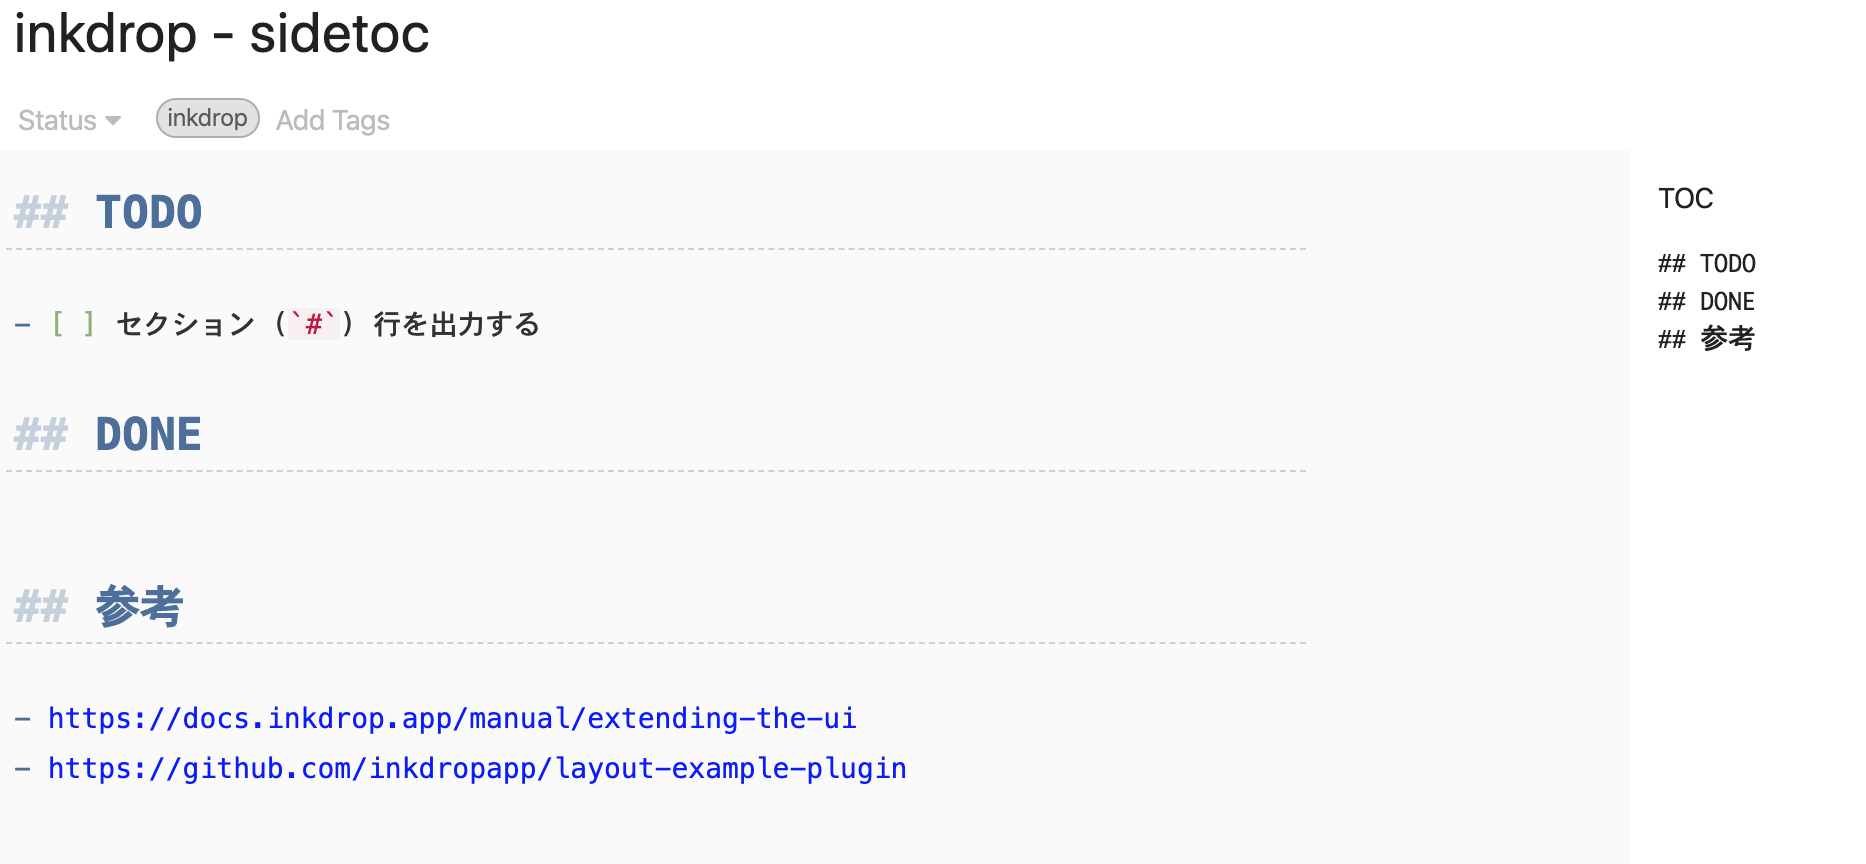 inkdrop - sidetoc
Status inkdrop Add Tags
## TODO
- [ ] セクション (`#`) 行を出力する
## DONE
## 参考
- https://docs.inkdrop.app/manual/extending-the-ui
- https://github.com/inkdropapp/layout-example-plugin
TOC
## TODO
## DONE
## 参考